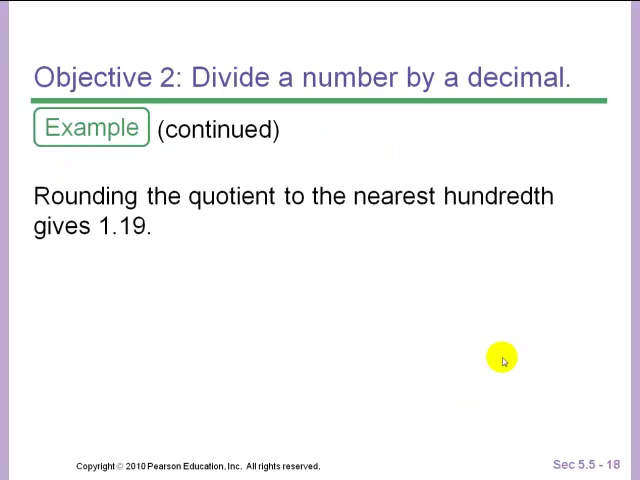 Objective 2: Divide a number by a decimal.
Example (continued)
Rounding the quotient to the nearest hundredth
gives 1.19.
Copyright © 2010 Pearson Education, Inc. All rights reserved.
Sec 5.5 - 18